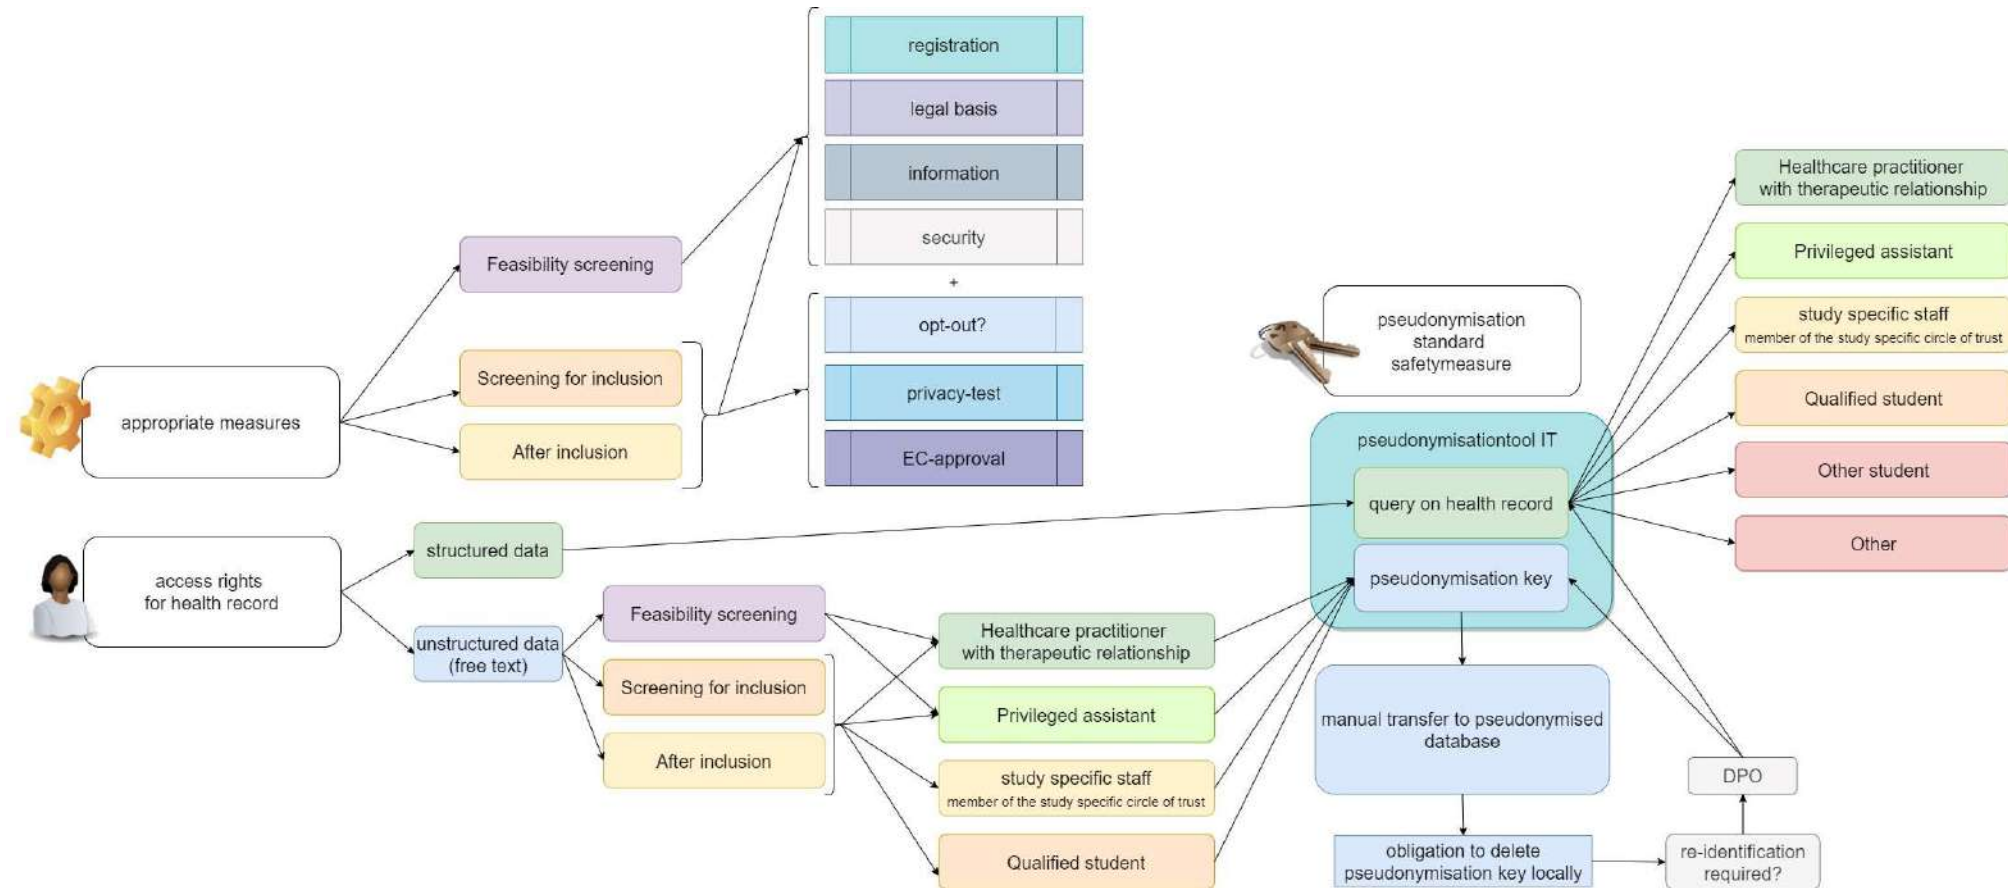 registration
legal basis
information
security
+
opt-out?
privacy-test
EC-approval
Feasibility screening
Screening for inclusion
After inclusion
appropriate measures
access rights
for health record
structured data
unstructured data
(free text)
Feasibility screening
Screening for inclusion
After inclusion
Healthcare practitioner
with therapeutic relationship
Privileged assistant
study specific staff
member of the study specific circle of trust
Qualified student
pseudonymisation
standard
safetymeasure
pseudonymisationtool IT
query on health record
pseudonymisation key
manual transfer to pseudonymised
database
obligation to delete
pseudonymisation key locally
re-identification
required?
DPO
Healthcare practitioner
with therapeutic relationship
Privileged assistant
study specific staff
member of the study specific circle of trust
Qualified student
Other student
Other